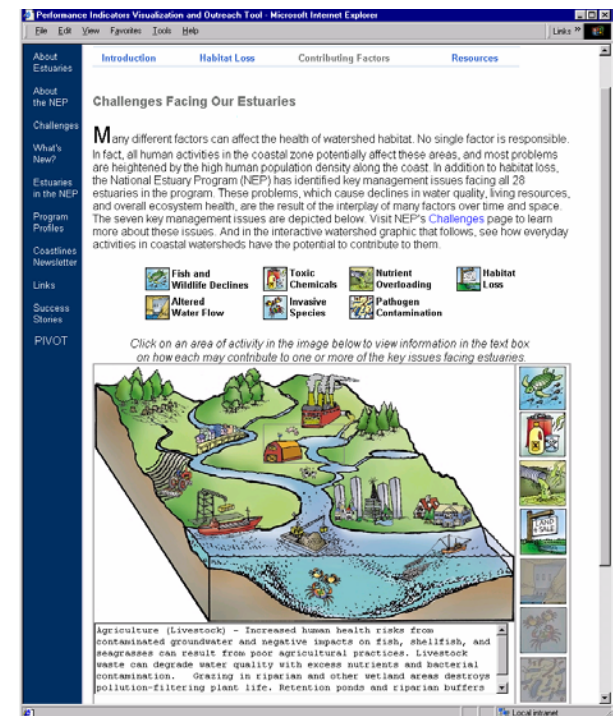 Performance Indicators Visualization and Outreach Tool - Microsoft Internet Explorer
File Edit View Favorites Tools Help
Links »
About
Estuaries
About
the NEP
Challenges
What's
New?
Estuaries
in the NEP
Program
Profiles
Coastlines
Newsletter
Links
Success
Stories
PIVOT
Introduction Habitat Loss Contributing Factors Resources
Challenges Facing Our Estuaries
Many different factors can affect the health of watershed habitat. No single factor is responsible.
In fact, all human activities in the coastal zone potentially affect these areas, and most problems
are heightened by the high human population density along the coast. In addition to habitat loss,
the National Estuary Program (NEP) has identified key management issues facing all 28
estuaries in the program. These problems, which cause declines in water quality, living resources,
and overall ecosystem health, are the result of the interplay of many factors over time and space.
The seven key management issues are depicted below. Visit NEP's Challenges page to learn
more about these issues. And in the interactive watershed graphic that follows, see how everyday
activities in coastal watersheds have the potential to contribute to them.
Fish and
Wildlife Declines
Toxic
Chemicals
Nutrient
Overloading
Habitat
Loss
Altered
Water Flow
Invasive
Species
Pathogen
Contamination
Click on an area of activity in the image below to view information in the text box
on how each may contribute to one or more of the key issues facing estuaries.
LAND
4 SALE
Agriculture (Livestock) - Increased human health risks from
contaminated groundwater and negative impacts on fish, shellfish, and
seagrasses can result from poor agricultural practices. Livestock
waste can degrade water quality with excess nutrients and bacterial
contamination. Grazing in riparian and other wetland areas destroys
pollution-filtering plant life. Retention ponds and riparian buffers
Local intranet